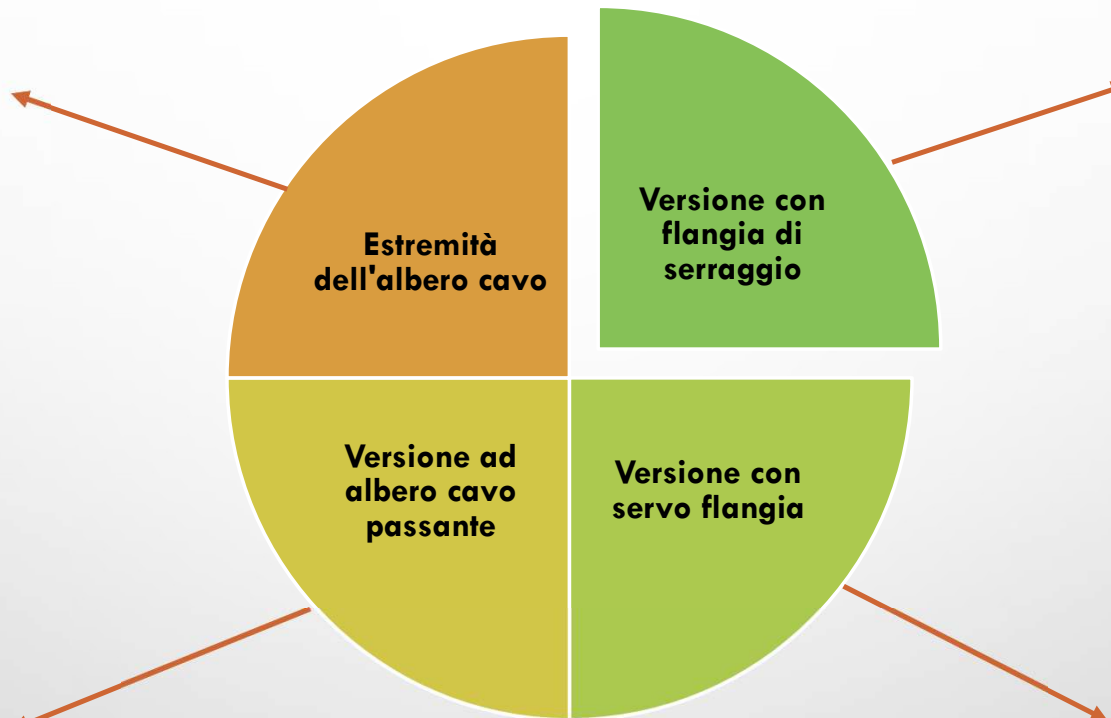 Estremità
dell'albero cavo
Versione con
flangia di
serraggio
Versione ad
albero cavo
passante
Versione con
servo flangia